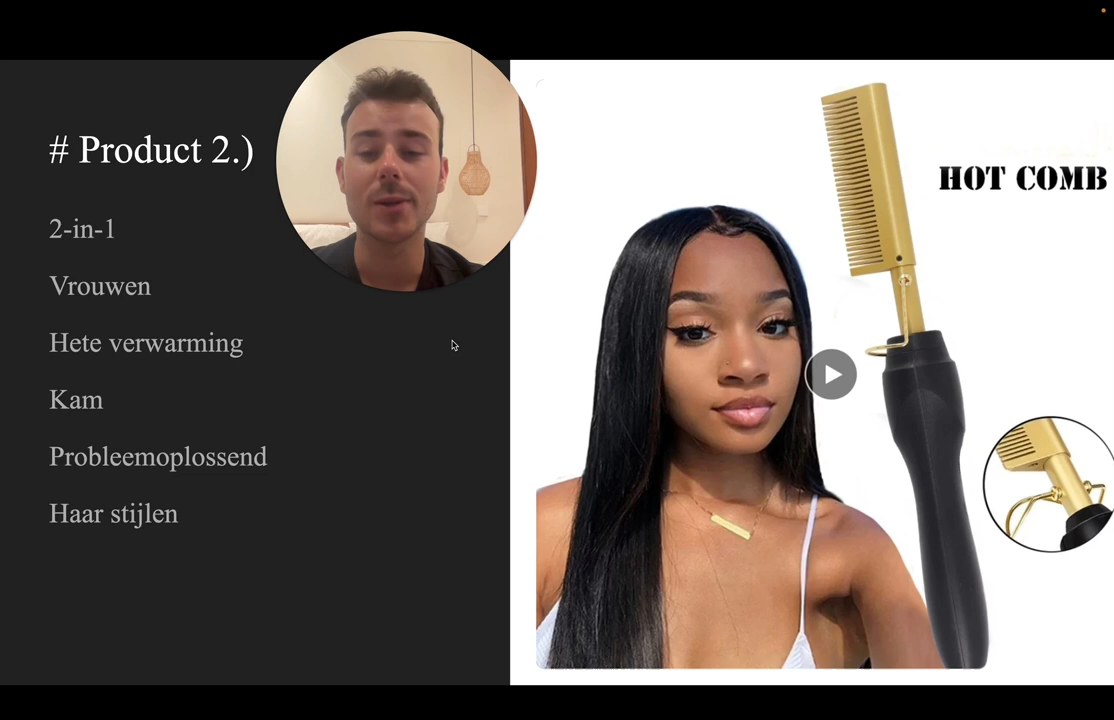 # Product 2.)
2-in-1
Vrouwen
Hete verwarming
Kam
Probleemoplossend
Haar stijlen
HOT COMB